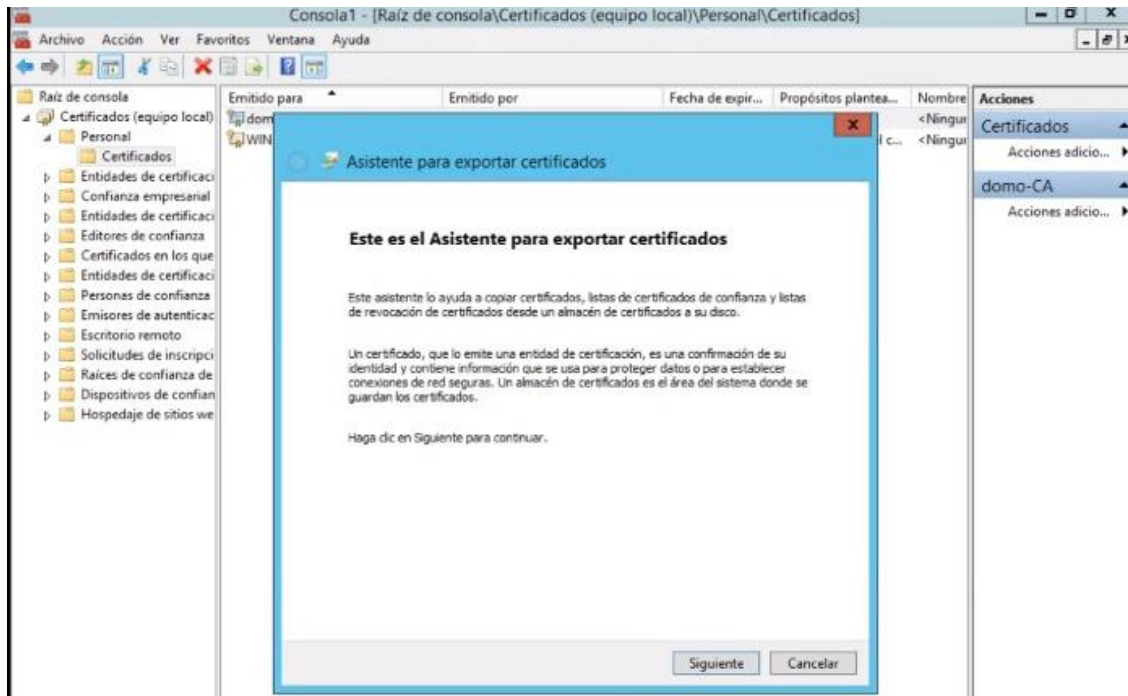 Consola1 - [Raíz de consola\Certificados (equipo local)\Personal\Certificados]
Archivo Acción Ver Favoritos Ventana Ayuda
Raíz de consola
Certificados (equipo local)
Personal
Certificados
Entidades de certificaci
Confianza empresarial
Entidades de certificaci
Editores de confianza
Certificados en los que
Entidades de certificaci
Personas de confianza
Emisores de autenticac
Escritorio remoto
Solicitudes de inscripci
Raíces de confianza de
Dispositivos de confian
Hospedaje de sitios we
Emitido para Emitido por Fecha de expir... Propósitos plantea... Nombre
dom <Ningur
WIN l c... <Ningur
Asistente para exportar certificados
Este es el Asistente para exportar certificados
Este asistente lo ayuda a copiar certificados, listas de certificados de confianza y listas
de revocación de certificados desde un almacén de certificados a su disco.
Un certificado, que lo emite una entidad de certificación, es una confirmación de su
identidad y contiene información que se usa para proteger datos o para establecer
conexiones de red seguras. Un almacén de certificados es el área del sistema donde se
guardan los certificados.
Haga clic en Siguiente para continuar.
Siguiente Cancelar
Acciones
Certificados
Acciones adicio...
domo-CA
Acciones adicio...